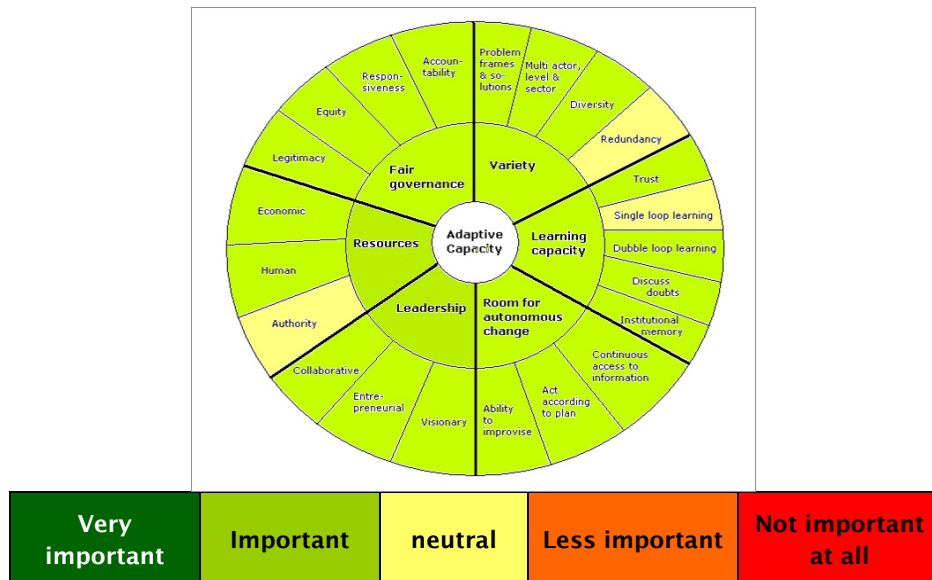 Problem
frames
& so-
lutions
Multi actor,
level &
sector
Diversity
Redundancy
Variety
Trust
Single loop learning
Dubble loop learning
Discuss
doubts
Institutional
memory
Learning
capacity
Continuous
access to
information
Act
according
to plan
Ability
to
improvise
Room for
autonomous
change
Visionary
Entre-
preneurial
Collaborative
Leadership
Authority
Human
Economic
Resources
Legitimacy
Equity
Respon-
siveness
Accoun-
tability
Fair
governance
Adaptive
Capacity
Very
important
Important
neutral
Less important
Not important
at all